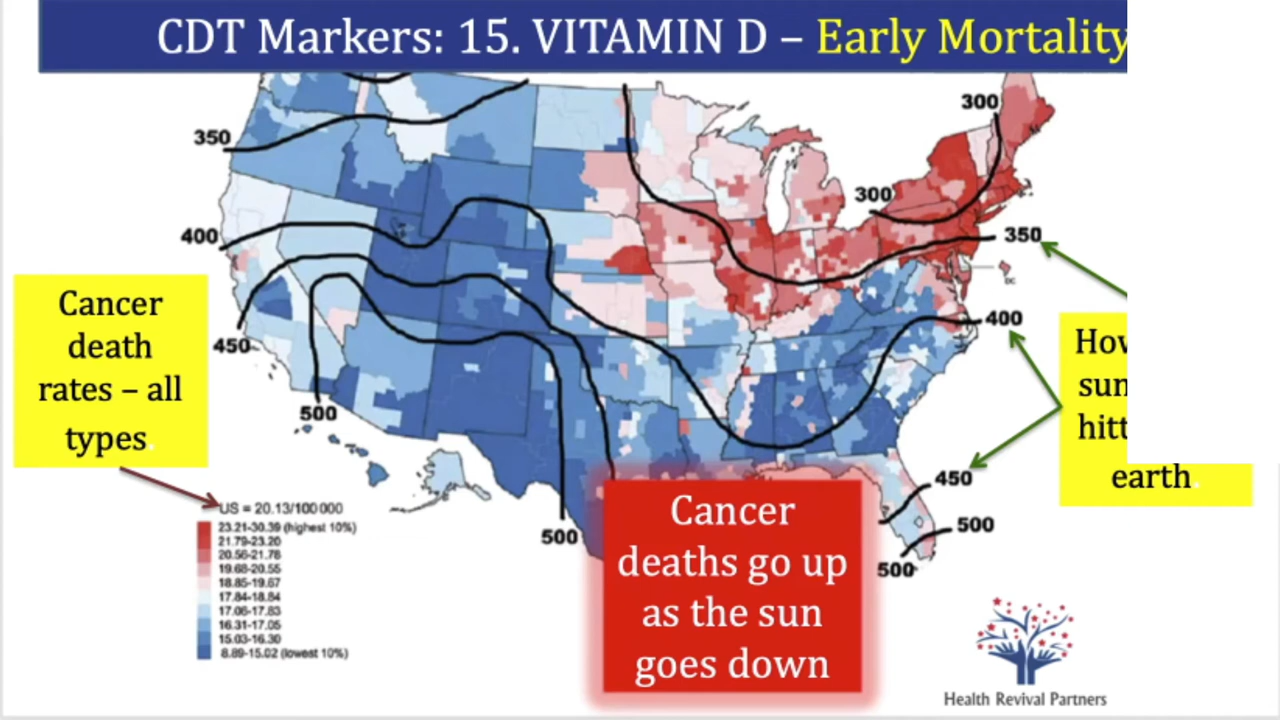 CDT Markers: 15. VITAMIN D – Early Mortality
300
350
300
400
350
Cancer
death
rates – all
types.
400
How
sun
hitt
earth.
450
500
450
500
500
500
US = 20.13/100 000
23.21-30.39 (highest 10%)
21.79-23.20
20.56-21.78
19.68-20.55
18.85-19.67
17.84-18.84
17.06-17.83
16.31-17.05
15.03-16.30
8.89-15.02 (lowest 10%)
Cancer
deaths go up
as the sun
goes down
Health Revival Partners